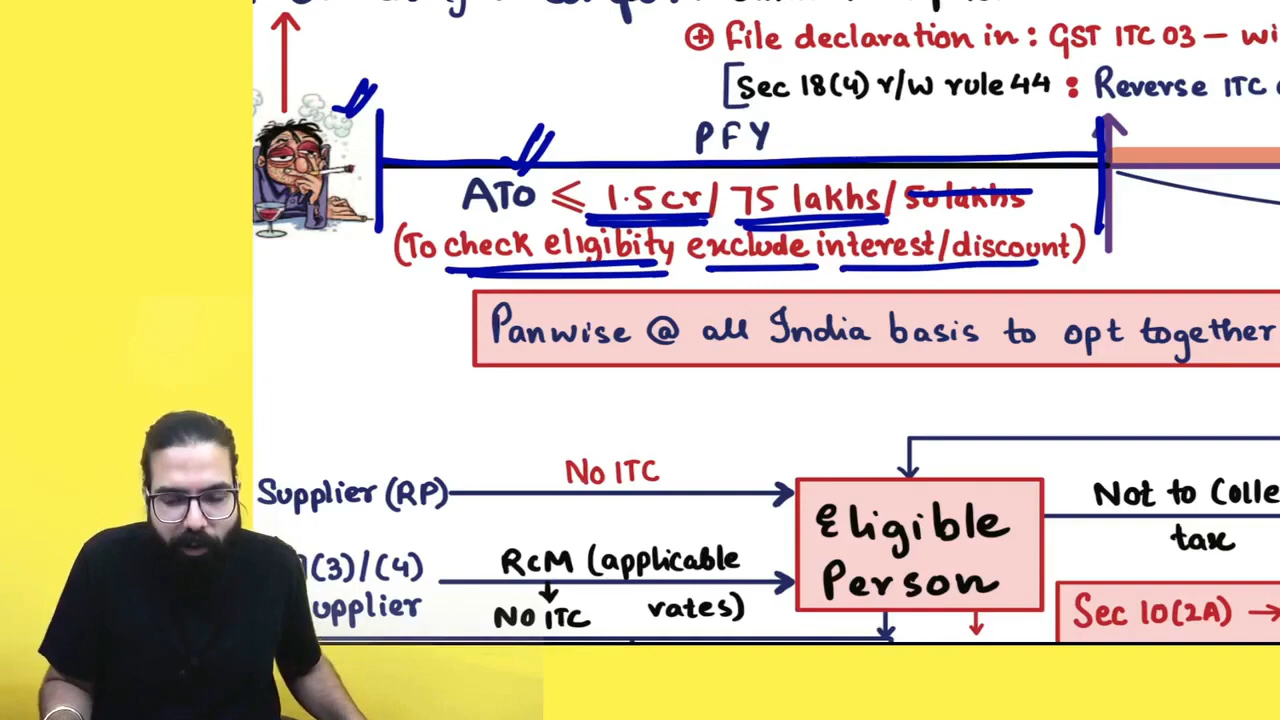 ⊕ File declaration in : GST ITC 03 – wi
[Sec 18(4) r/w rule 44 : Reverse ITC
PFY
ATO ≤ 1.5cr/ 75 lakhs/ 50 lakhs
(To check eligibity exclude interest/discount)
Panwise @ all India basis to opt together
No ITC
Supplier (RP)
Not to Colle
tax
Eligible
Person
(3)/(4)
upplier
RCM (applicable
rates)
No ITC
Sec 10(2A) →